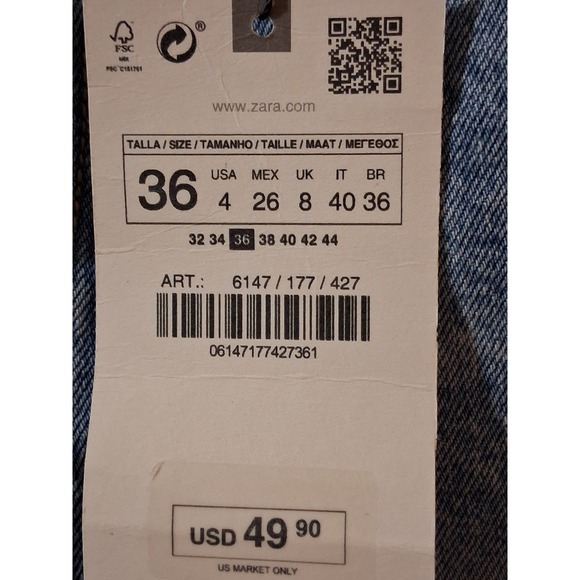 FSC
MIX
FSC C151751
®
www.zara.com
TALLA / SIZE / TAMANHO / TAILLE / MAAT / ΜΕΓΕΘΟΣ
36 USA MEX UK IT BR
4 26 8 40 36
32 34 36 38 40 42 44
ART.: 6147 / 177 / 427
06147177427361
USD 49 90
US MARKET ONLY